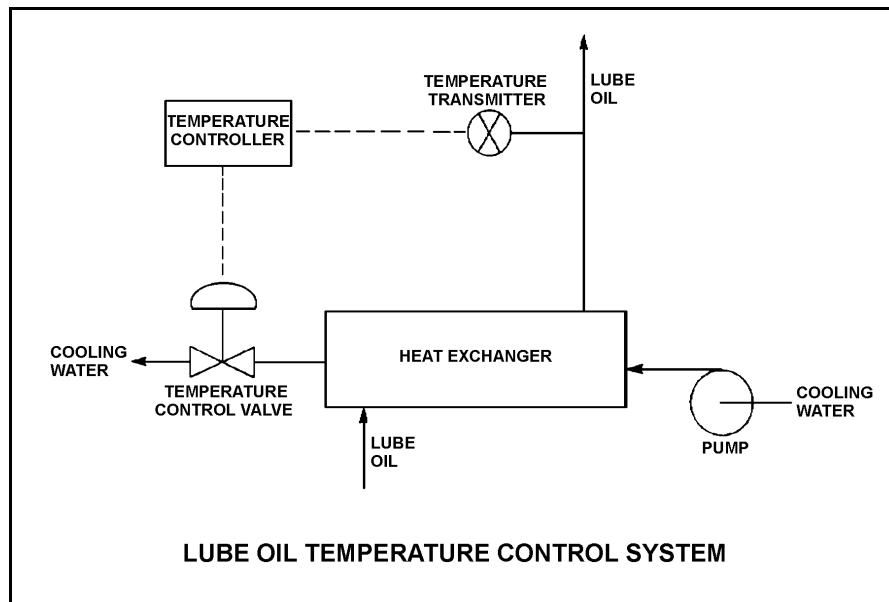 TEMPERATURE
TRANSMITTER
LUBE
OIL
TEMPERATURE
CONTROLLER
COOLING
WATER
TEMPERATURE
CONTROL VALVE
HEAT EXCHANGER
COOLING
WATER
PUMP
LUBE
OIL
LUBE OIL TEMPERATURE CONTROL SYSTEM